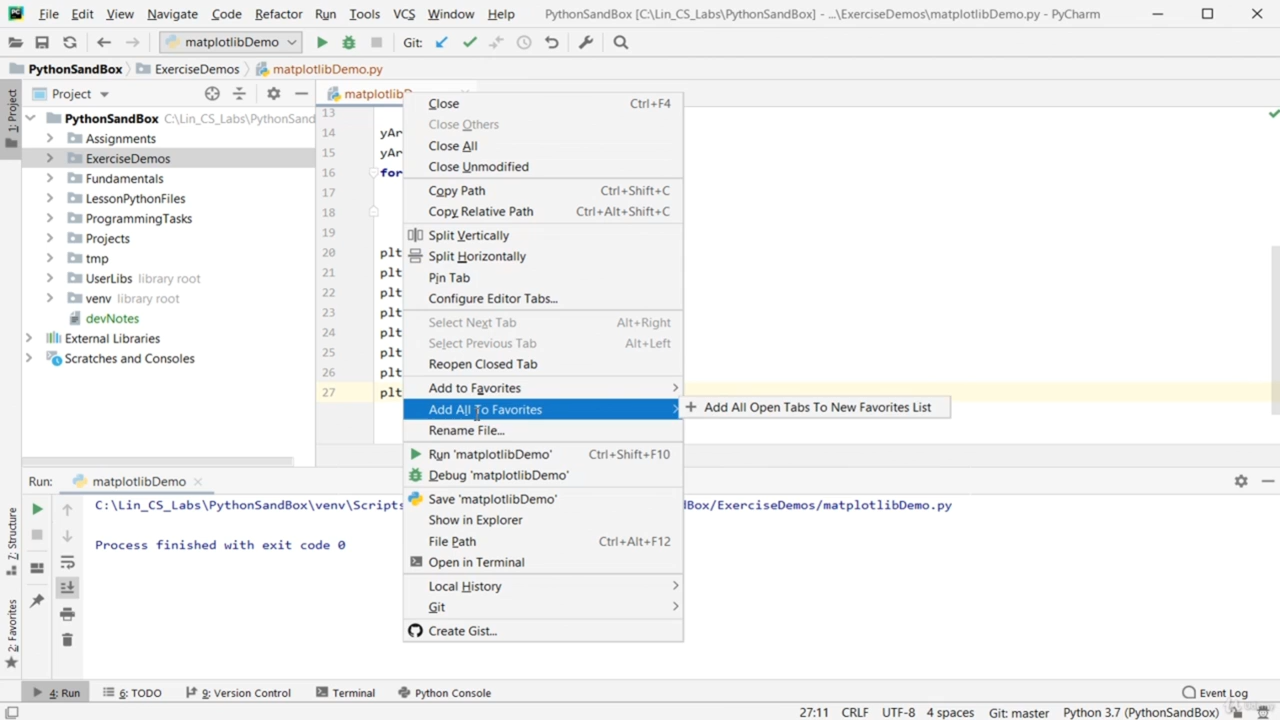 File Edit View Navigate Code Refactor Run Tools VCS Window Help PythonSandBox [C:\Lin_CS_Labs\PythonSandBox] - ...\ExerciseDemos\matplotlibDemo.py - PyCharm
matplotlibDemo Git:
PythonSandBox ExerciseDemos matplotlibDemo.py
1: Project
Project
PythonSandBox C:\Lin_CS_Labs\PythonSand
Assignments
ExerciseDemos
Fundamentals
LessonPythonFiles
ProgrammingTasks
Projects
tmp
UserLibs library root
venv library root
devNotes
External Libraries
Scratches and Consoles
matplotlib
13
14 yAr
15 yAr
16 for
17
18
19
20 plt
21 plt
22 plt
23 plt
24 plt
25 plt
26 plt
27 plt
Close Ctrl+F4
Close Others
Close All
Close Unmodified
Copy Path Ctrl+Shift+C
Copy Relative Path Ctrl+Alt+Shift+C
Split Vertically
Split Horizontally
Pin Tab
Configure Editor Tabs...
Select Next Tab Alt+Right
Select Previous Tab Alt+Left
Reopen Closed Tab
Add to Favorites
Add All To Favorites
Add All Open Tabs To New Favorites List
Rename File...
Run 'matplotlibDemo' Ctrl+Shift+F10
Debug 'matplotlibDemo'
Save 'matplotlibDemo'
Show in Explorer
File Path Ctrl+Alt+F12
Open in Terminal
Local History
Git
Create Gist...
Run: matplotlibDemo
C:\Lin_CS_Labs\PythonSandBox\venv\Scripts
Box/ExerciseDemos/matplotlibDemo.py
Process finished with exit code 0
7: Structure
2: Favorites
4: Run 6: TODO 9: Version Control Terminal Python Console Event Log
27:11 CRLF UTF-8 4 spaces Git: master Python 3.7 (PythonSandBox)